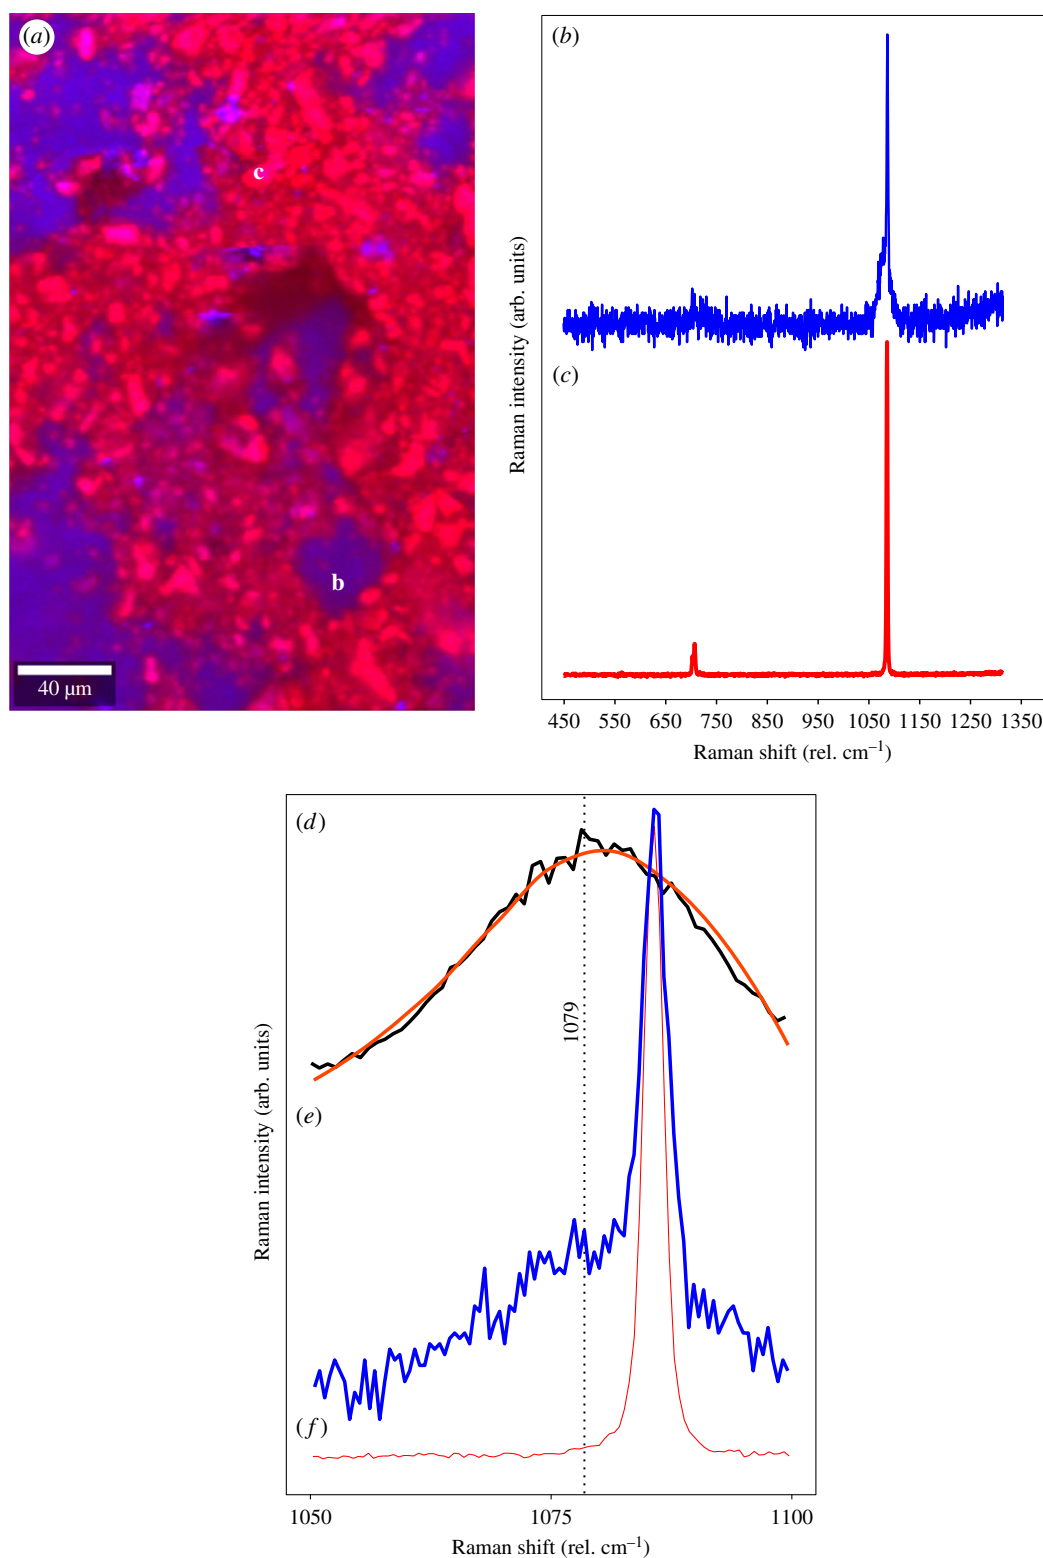 (a)
c
b
40 µm
(b)
(c)
Raman intensity (arb. units)
450 550 650 750 850 950 1050 1150 1250 1350
Raman shift (rel. cm⁻¹)
(d)
1079
(e)
(f)
Raman intensity (arb. units)
1050 1075 1100
Raman shift (rel. cm⁻¹)